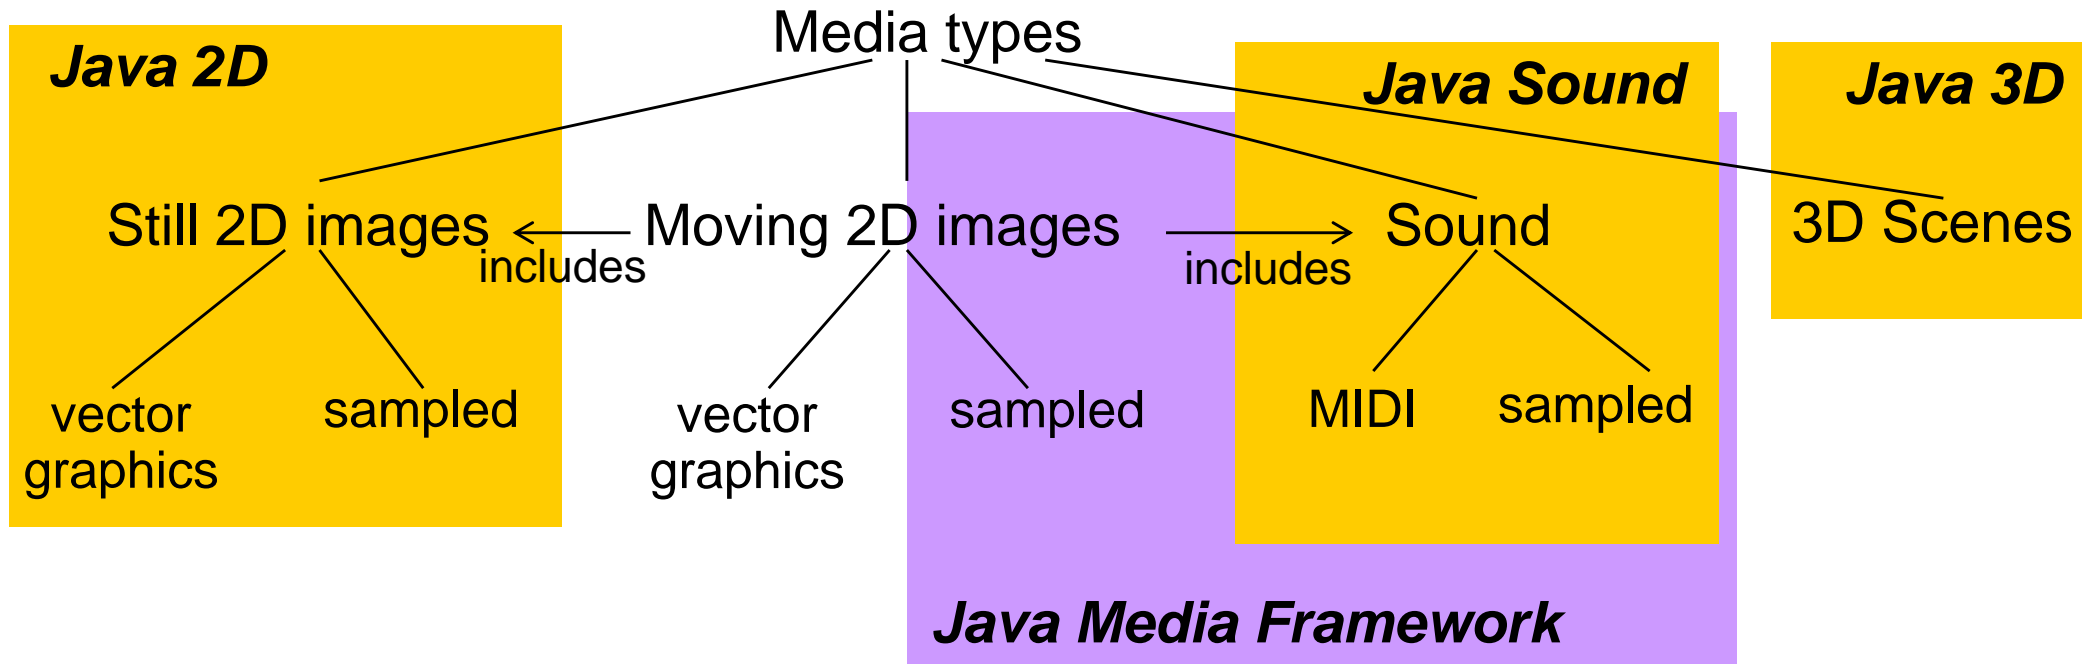 Media types
Java 2D
Java Sound
Java 3D
Still 2D images
includes
Moving 2D images
includes
Sound
3D Scenes
vector
graphics
sampled
vector
graphics
sampled
MIDI
sampled
Java Media Framework